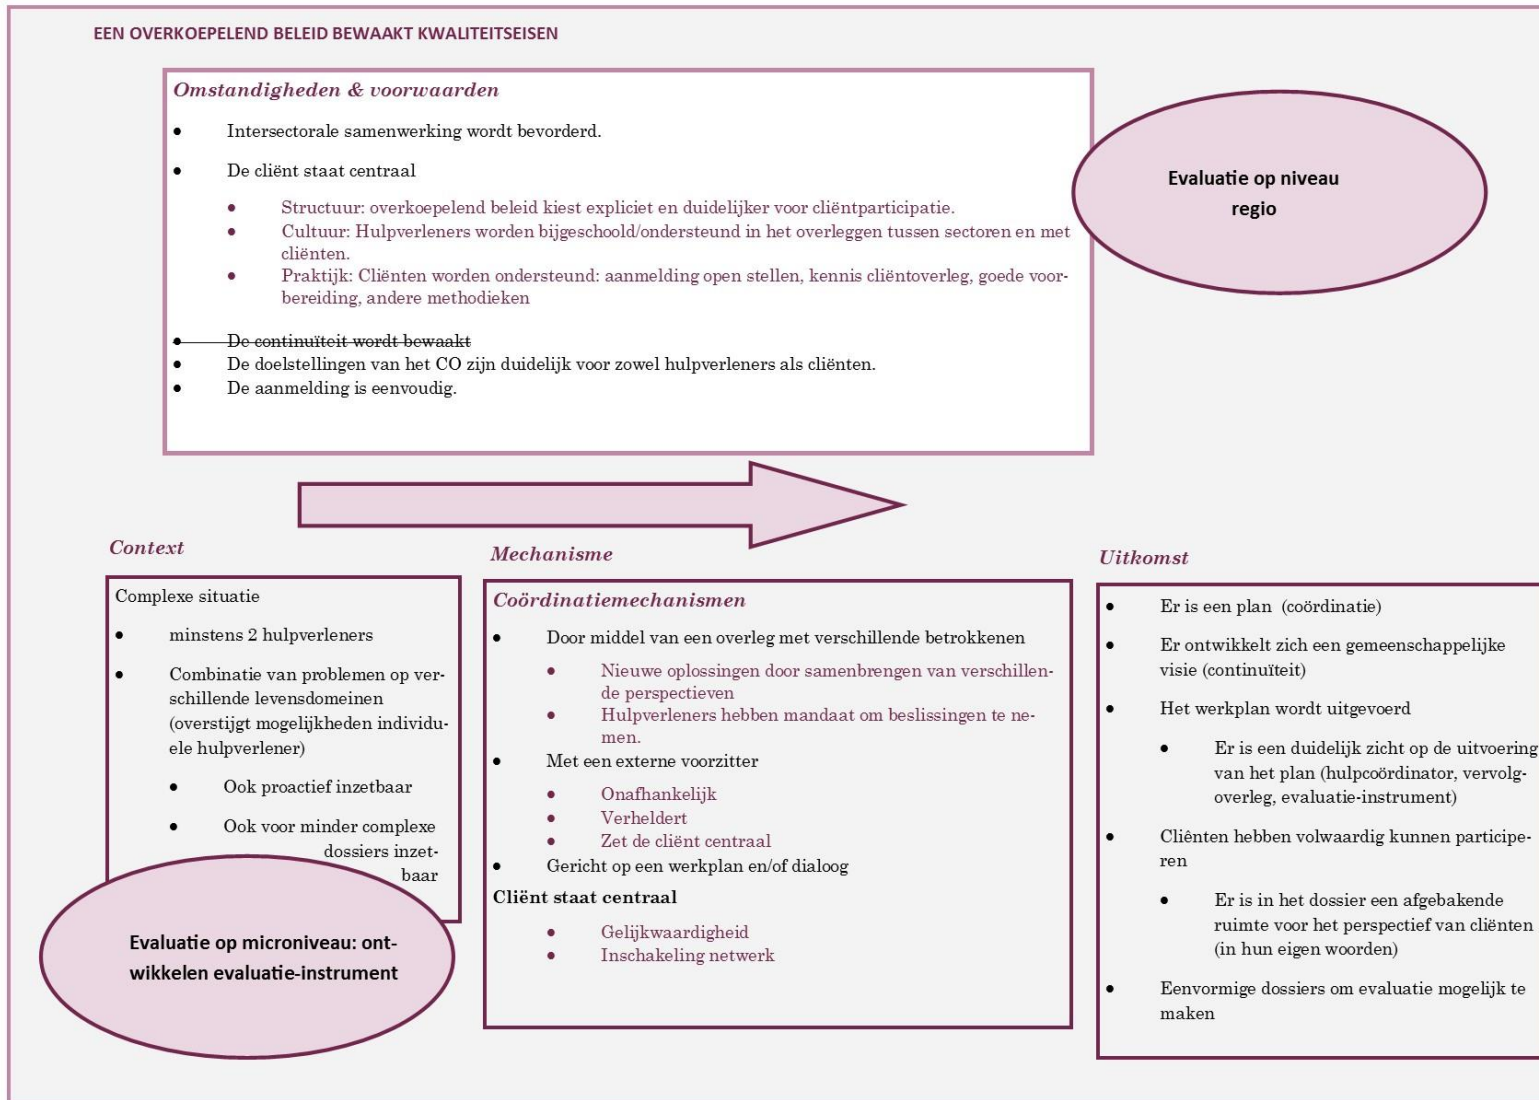 EEN OVERKOEPELEND BELEID BEWAAKT KWALITEITSEISEN
Omstandigheden & voorwaarden
• Intersectorale samenwerking wordt bevorderd.
• De cliënt staat centraal
• Structuur: overkoepelend beleid kiest expliciet en duidelijker voor cliëntparticipatie.
• Cultuur: Hulpverleners worden bijgeschoold/ondersteund in het overleggen tussen sectoren en met
cliënten.
• Praktijk: Cliënten worden ondersteund: aanmelding open stellen, kennis cliëntoverleg, goede voor-
bereiding, andere methodieken
• De continuïteit wordt bewaakt
• De doelstellingen van het CO zijn duidelijk voor zowel hulpverleners als cliënten.
• De aanmelding is eenvoudig.
Evaluatie op niveau
regio
Context
Complexe situatie
• minstens 2 hulpverleners
• Combinatie van problemen op ver-
schillende levensdomeinen
(overstijgt mogelijkheden individu-
ele hulpverlener)
• Ook proactief inzetbaar
• Ook voor minder complexe
dossiers inzet-
baar
Evaluatie op microniveau: ont-
wikkelen evaluatie-instrument
Mechanisme
Coördinatiemechanismen
• Door middel van een overleg met verschillende betrokkenen
• Nieuwe oplossingen door samenbrengen van verschillen-
de perspectieven
• Hulpverleners hebben mandaat om beslissingen te ne-
men.
• Met een externe voorzitter
• Onafhankelijk
• Verheldert
• Zet de cliënt centraal
• Gericht op een werkplan en/of dialoog
Cliënt staat centraal
• Gelijkwaardigheid
• Inschakeling netwerk
Uitkomst
• Er is een plan (coördinatie)
• Er ontwikkelt zich een gemeenschappelijke
visie (continuïteit)
• Het werkplan wordt uitgevoerd
• Er is een duidelijk zicht op de uitvoering
van het plan (hulpcoördinator, vervolg-
overleg, evaluatie-instrument)
• Cliënten hebben volwaardig kunnen participe-
ren
• Er is in het dossier een afgebakende
ruimte voor het perspectief van cliënten
(in hun eigen woorden)
• Eenvormige dossiers om evaluatie mogelijk te
maken